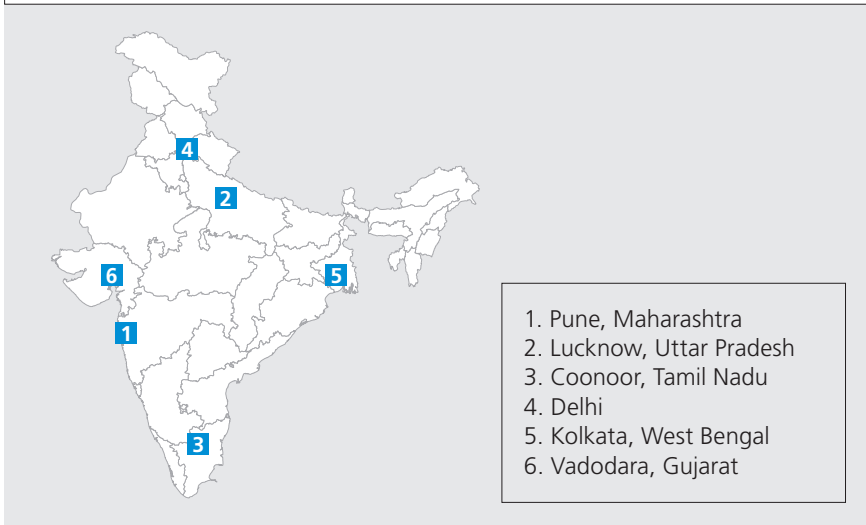 4
2
6
5
1
3
1. Pune, Maharashtra
2. Lucknow, Uttar Pradesh
3. Coonoor, Tamil Nadu
4. Delhi
5. Kolkata, West Bengal
6. Vadodara, Gujarat